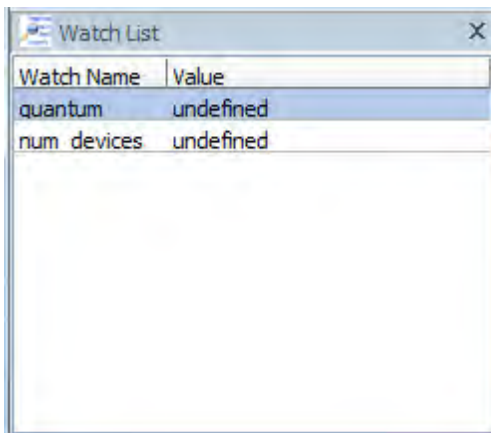 Watch List
Watch Name Value
quantum undefined
num_devices undefined